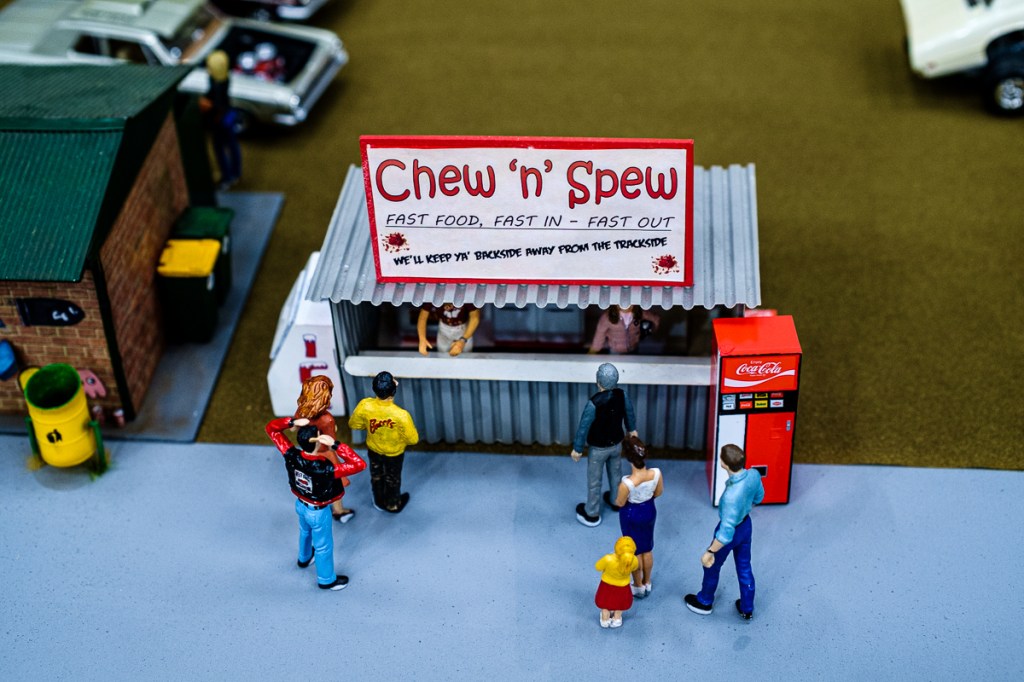 Chew 'n' Spew
FAST FOOD, FAST IN - FAST OUT
WE'LL KEEP YA' BACKSIDE AWAY FROM THE TRACKSIDE
Enjoy
Coca-Cola